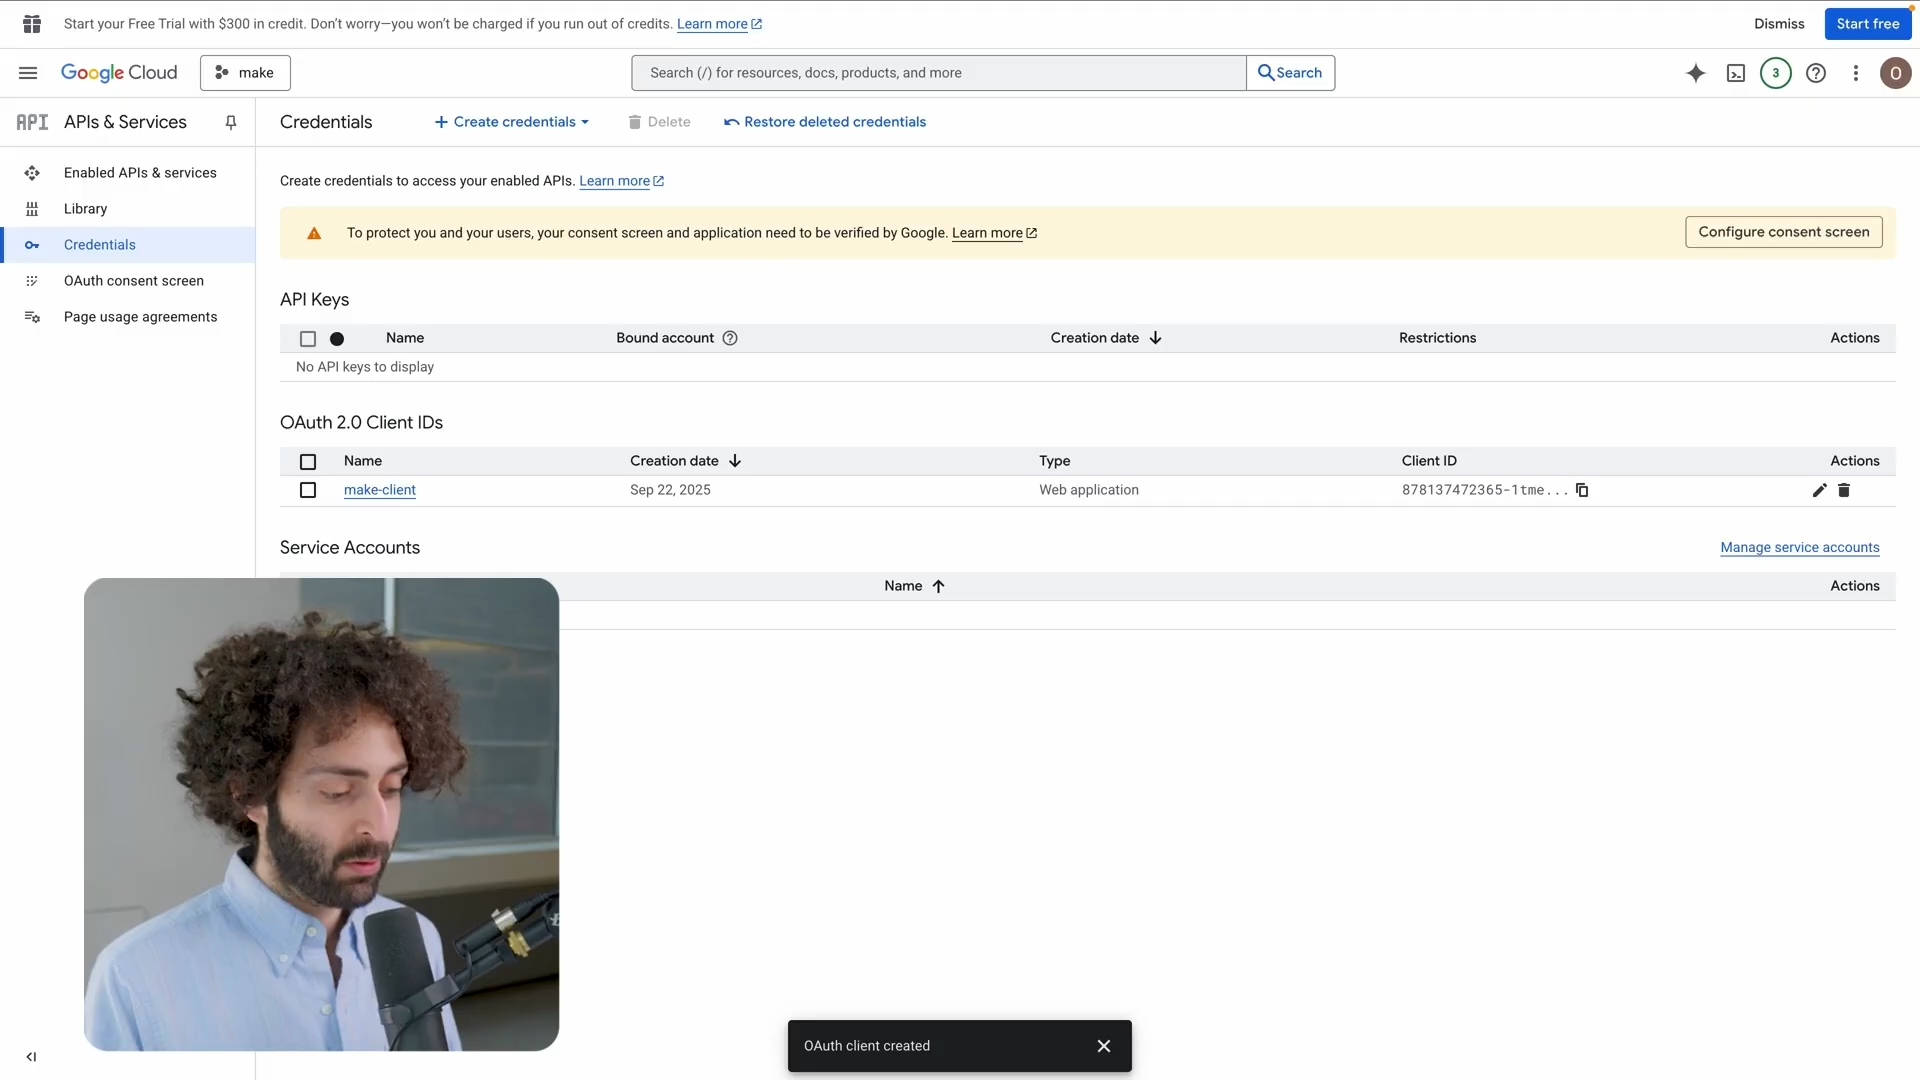 Start your Free Trial with $300 in credit. Don't worry—you won't be charged if you run out of credits. Learn more
Dismiss
Start free
Google Cloud
make
Search (/) for resources, docs, products, and more
Search
3
O
API APIs & Services
Credentials
Create credentials
Delete
Restore deleted credentials
Enabled APIs & services
Library
Credentials
OAuth consent screen
Page usage agreements
Create credentials to access your enabled APIs. Learn more
To protect you and your users, your consent screen and application need to be verified by Google. Learn more
Configure consent screen
API Keys
Name Bound account Creation date Restrictions Actions
No API keys to display
OAuth 2.0 Client IDs
Name Creation date Type Client ID Actions
make-client Sep 22, 2025 Web application 878137472365-1tme...
Service Accounts
Manage service accounts
Name Actions
OAuth client created